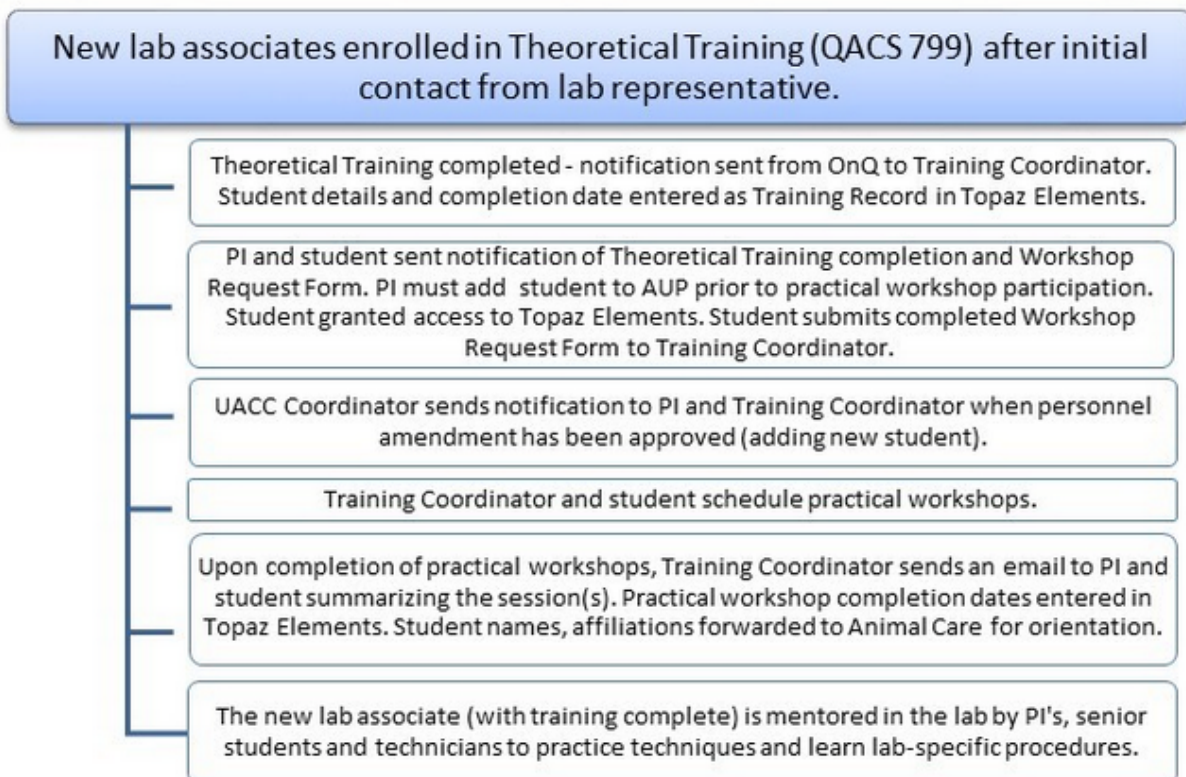 New lab associates enrolled in Theoretical Training (QACS 799) after initial
contact from lab representative.
Theoretical Training completed - notification sent from OnQ to Training Coordinator.
Student details and completion date entered as Training Record in Topaz Elements.
PI and student sent notification of Theoretical Training completion and Workshop
Request Form. PI must add student to AUP prior to practical workshop participation.
Student granted access to Topaz Elements. Student submits completed Workshop
Request Form to Training Coordinator.
UACC Coordinator sends notification to PI and Training Coordinator when personnel
amendment has been approved (adding new student).
Training Coordinator and student schedule practical workshops.
Upon completion of practical workshops, Training Coordinator sends an email to PI and
student summarizing the session(s). Practical workshop completion dates entered in
Topaz Elements. Student names, affiliations forwarded to Animal Care for orientation.
The new lab associate (with training complete) is mentored in the lab by PI's, senior
students and technicians to practice techniques and learn lab-specific procedures.